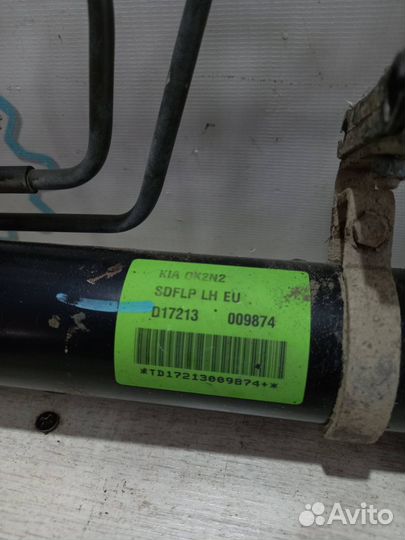 KIA OK2N2
SDFLP LH EU
D17213 009874
*TD17213009874+*
Avito